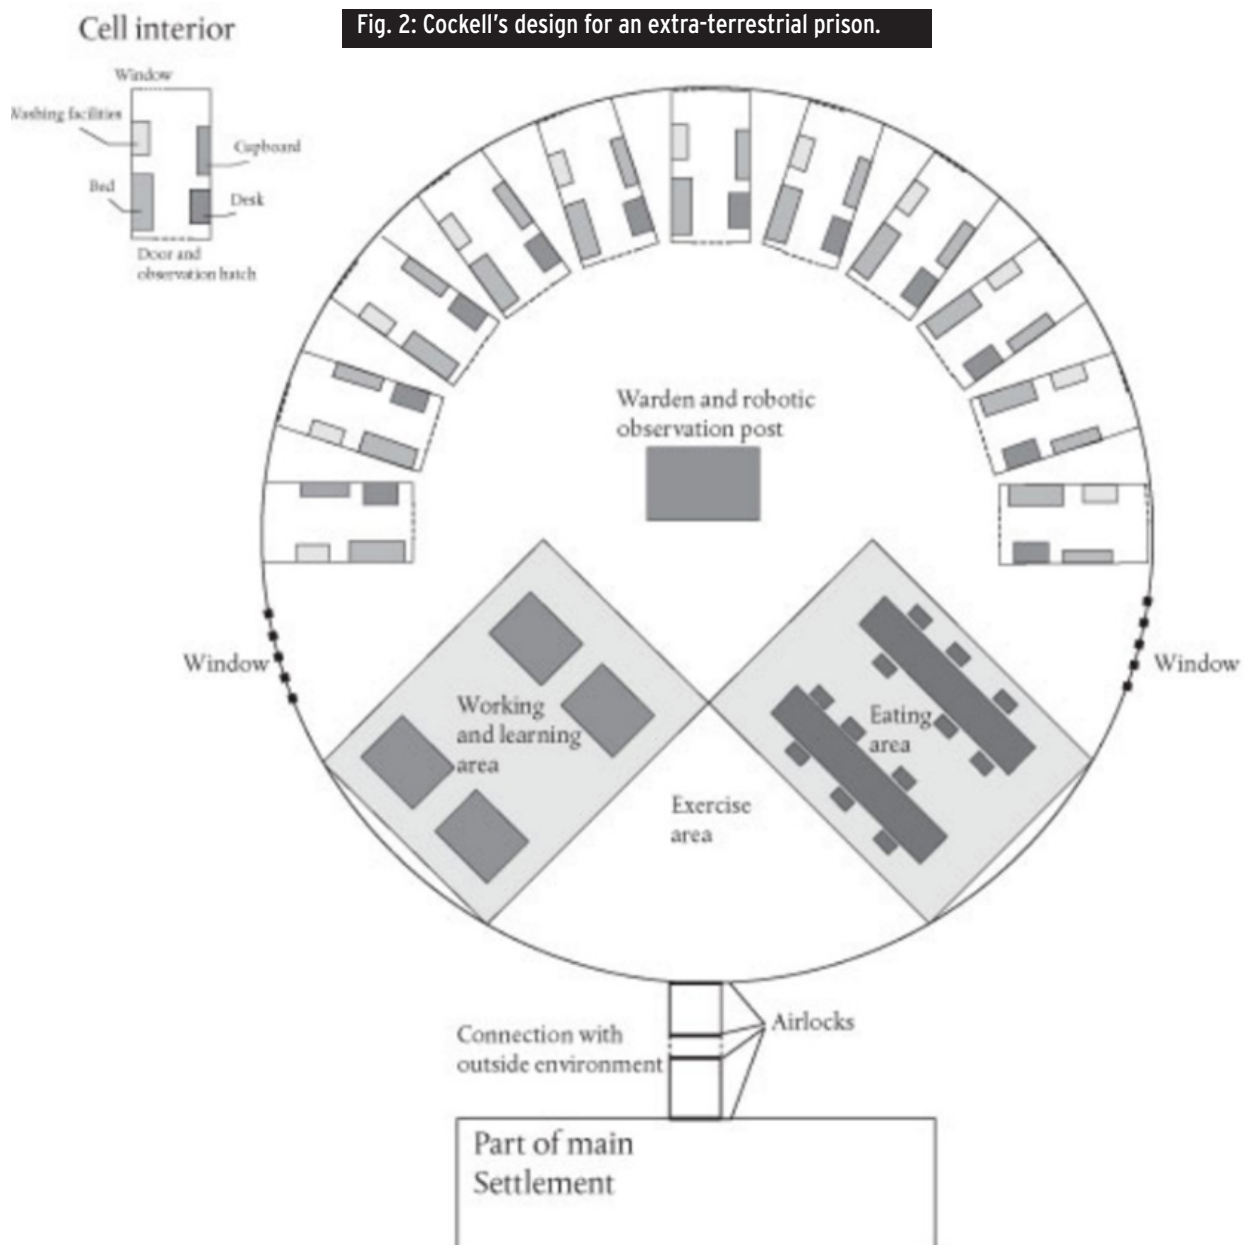 Cell interior
Fig. 2: Cockell's design for an extra-terrestrial prison.
Window
Washing facilities
Cupboard
Bed
Desk
Door and
observation hatch
Warden and robotic
observation post
Window
Window
Working
and learning
area
Eating
area
Exercise
area
Airlocks
Connection with
outside environment
Part of main
Settlement